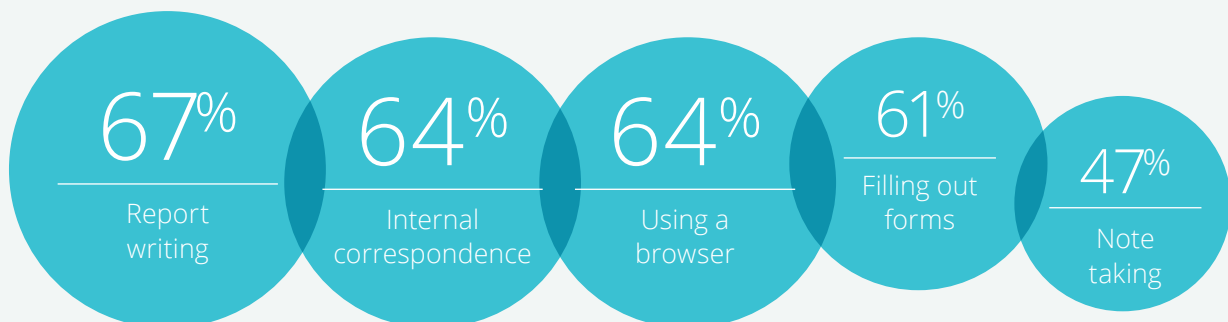 67%
Report
writing
64%
Internal
correspondence
64%
Using a
browser
61%
Filling out
forms
47%
Note
taking